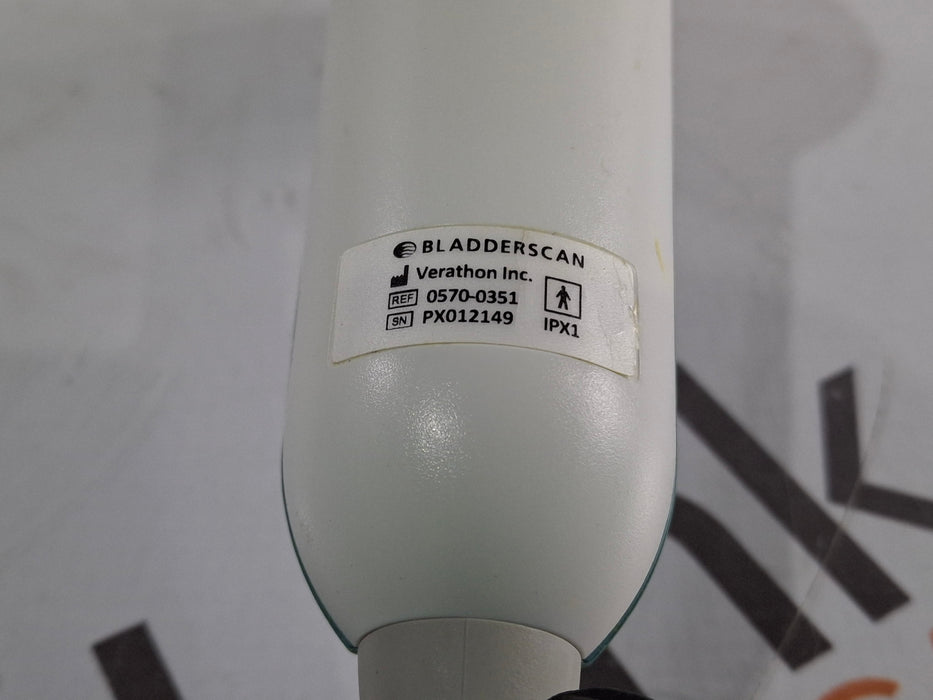 BLADDERSCAN
Verathon Inc.
REF 0570-0351
SN PX012149
IPX1